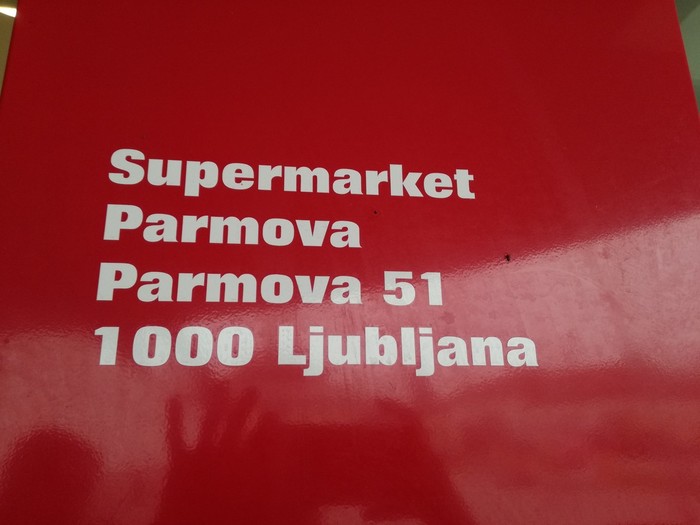 Supermarket
Parmova
Parmova 51
1000 Ljubljana